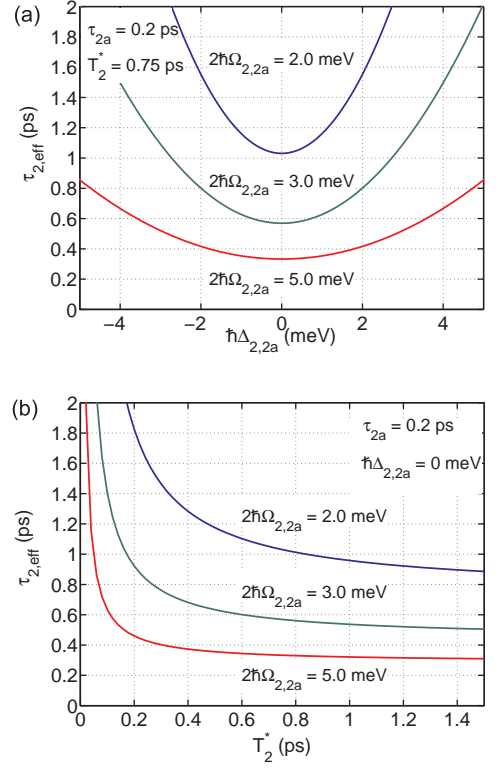 (a)
τ2a = 0.2 ps
T2* = 0.75 ps
2ħΩ2,2a = 2.0 meV
2ħΩ2,2a = 3.0 meV
2ħΩ2,2a = 5.0 meV
τ2,eff (ps)
2
1.8
1.6
1.4
1.2
1
0.8
0.6
0.4
0.2
0
−4 −2 0 2 4
ħΔ2,2a (meV)
(b)
τ2a = 0.2 ps
ħΔ2,2a = 0 meV
2ħΩ2,2a = 2.0 meV
2ħΩ2,2a = 3.0 meV
2ħΩ2,2a = 5.0 meV
τ2,eff (ps)
2
1.8
1.6
1.4
1.2
1
0.8
0.6
0.4
0.2
0
0 0.2 0.4 0.6 0.8 1 1.2 1.4
T2* (ps)